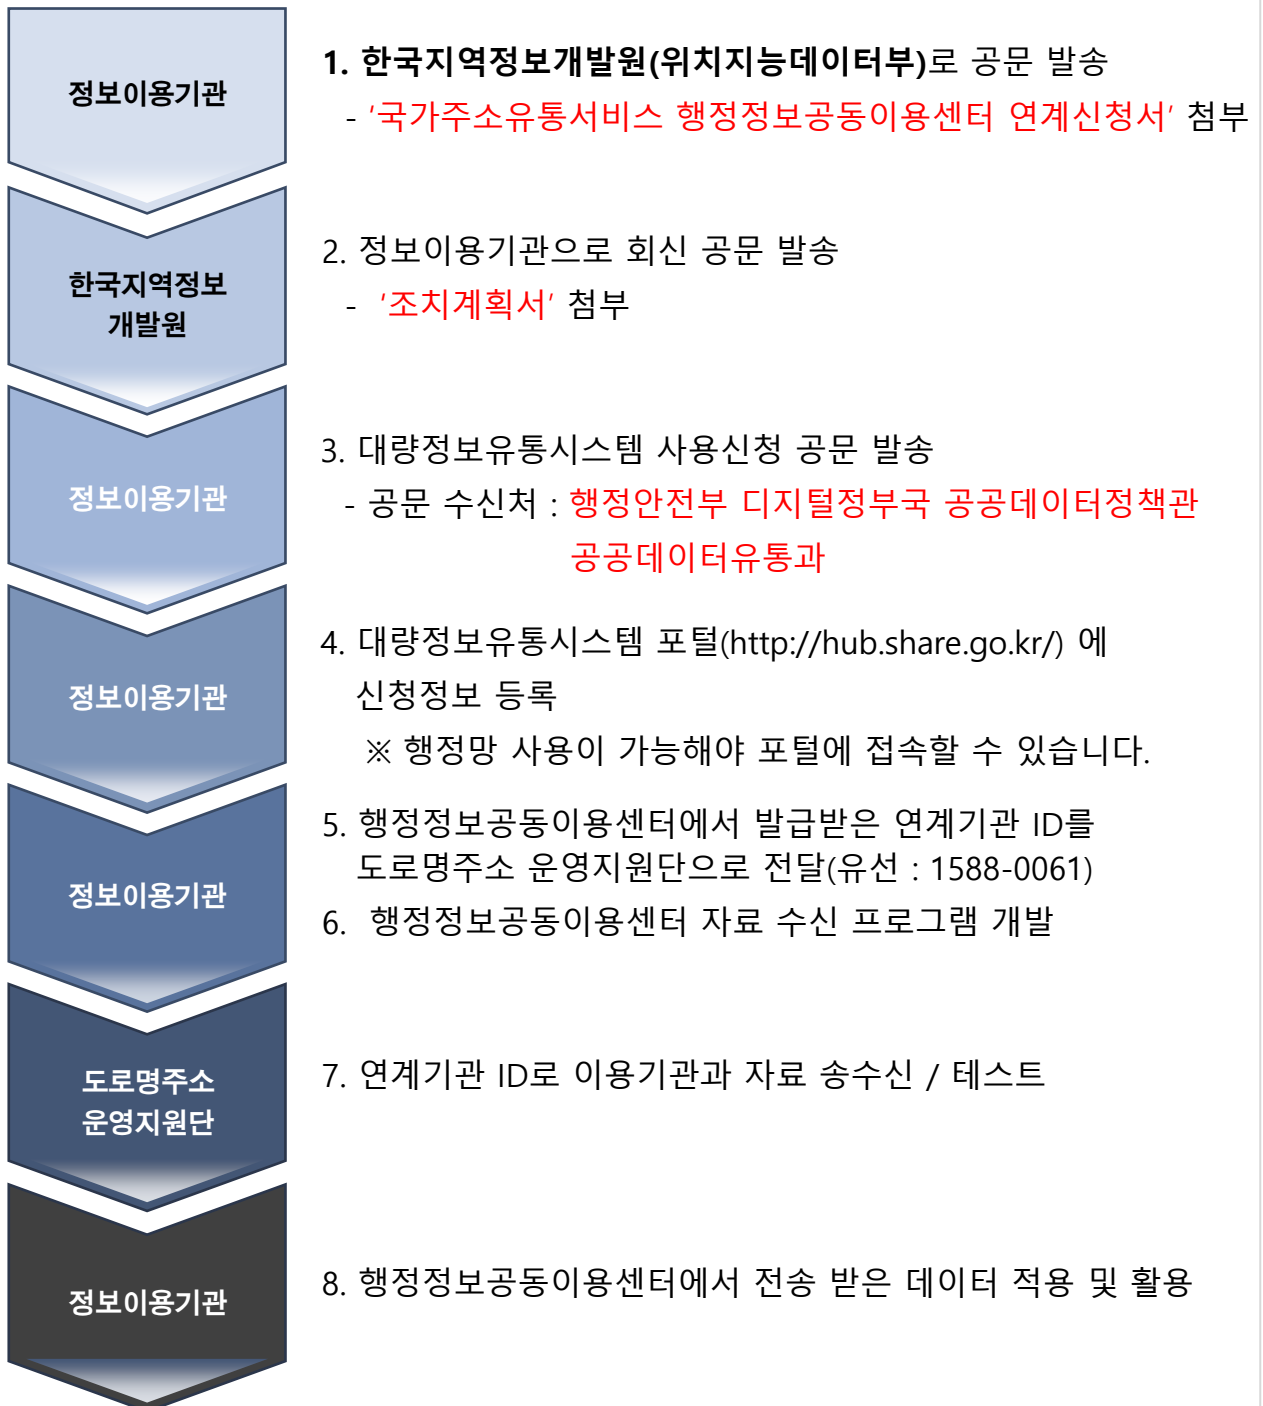 정보이용기관
1. 한국지역정보개발원(위치지능데이터부)로 공문 발송
- ‘국가주소유통서비스 행정정보공동이용센터 연계신청서’ 첨부
한국지역정보
개발원
2. 정보이용기관으로 회신 공문 발송
- ‘조치계획서’ 첨부
정보이용기관
3. 대량정보유통시스템 사용신청 공문 발송
- 공문 수신처 : 행정안전부 디지털정부국 공공데이터정책관
공공데이터유통과
정보이용기관
4. 대량정보유통시스템 포털(http://hub.share.go.kr/) 에
신청정보 등록
※ 행정망 사용이 가능해야 포털에 접속할 수 있습니다.
정보이용기관
5. 행정정보공동이용센터에서 발급받은 연계기관 ID를
도로명주소 운영지원단으로 전달(유선 : 1588-0061)
6. 행정정보공동이용센터 자료 수신 프로그램 개발
도로명주소
운영지원단
7. 연계기관 ID로 이용기관과 자료 송수신 / 테스트
정보이용기관
8. 행정정보공동이용센터에서 전송 받은 데이터 적용 및 활용